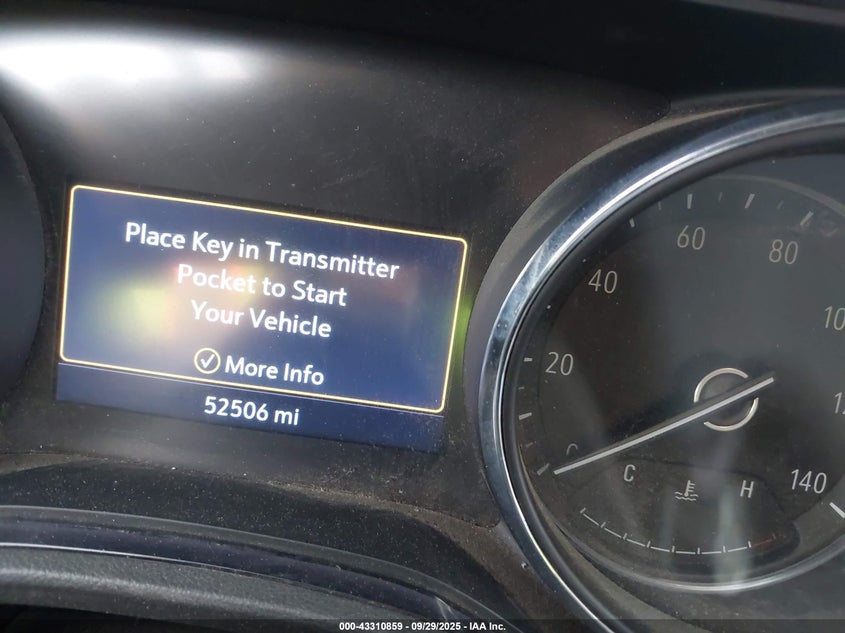 Place Key in Transmitter
Pocket to Start
Your Vehicle
More Info
52506 mi
20
40
60
80
140
C
H
000-43310859 - 09/29/2025 - IAA Inc.